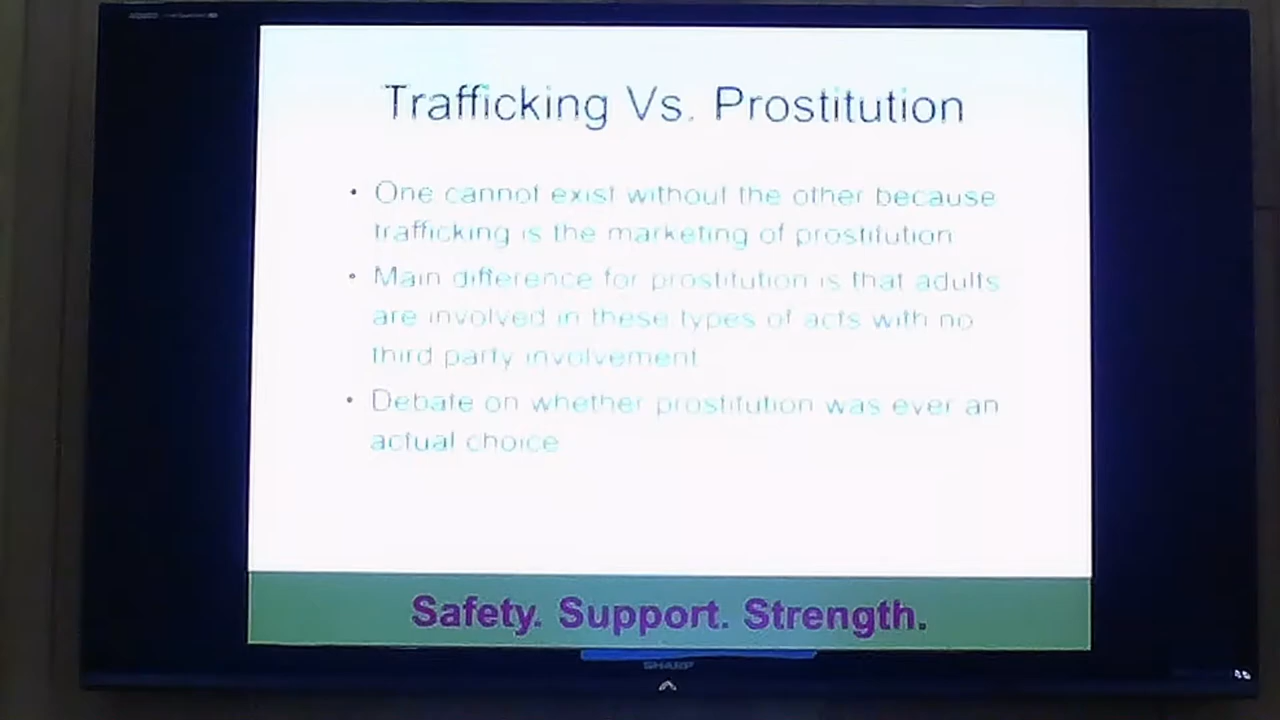 Trafficking Vs. Prostitution
• One cannot exist without the other because
trafficking is the marketing of prostitution
• Main difference for prostitution is that adults
are involved in these types of acts with no
third party involvement
• Debate on whether prostitution was ever an
actual choice
Safety. Support. Strength.
SHARP